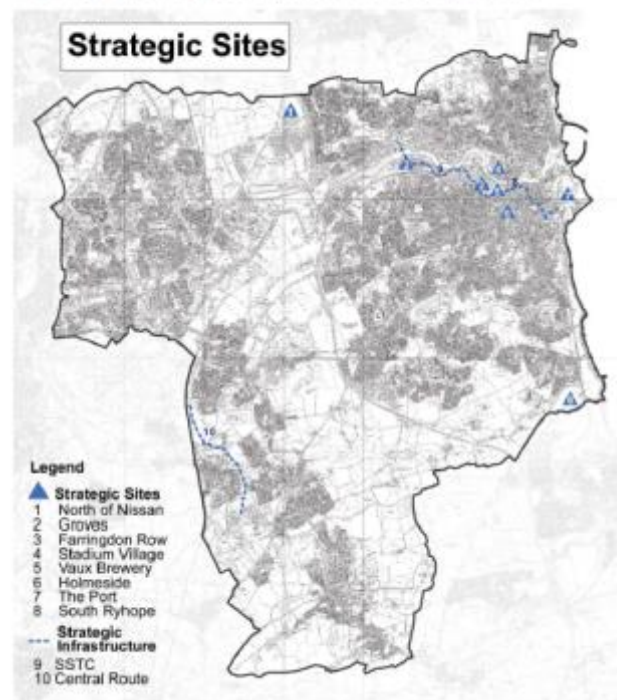 Strategic Sites
10
Legend
Strategic Sites
1 North of Nissan
2 Groves
3 Farringdon Row
4 Stadium Village
5 Vaux Brewery
6 Holmeside
7 The Port
8 South Ryhope
Strategic
Infrastructure
9 SSTC
10 Central Route